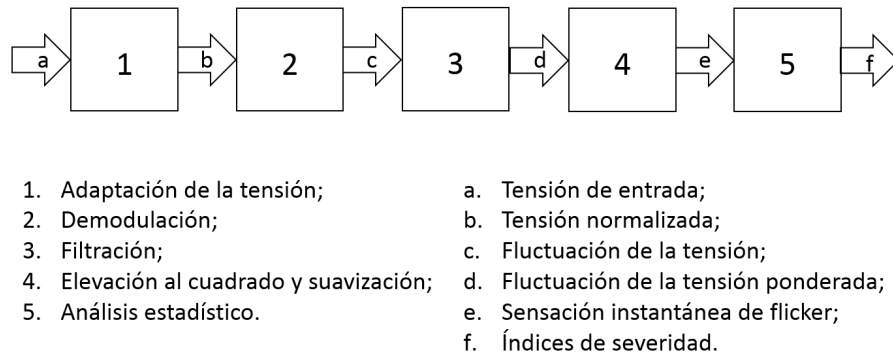 a 1 b 2 c 3 d 4 e 5 f
1. Adaptación de la tensión;
2. Demodulación;
3. Filtración;
4. Elevación al cuadrado y suavización;
5. Análisis estadístico.
a. Tensión de entrada;
b. Tensión normalizada;
c. Fluctuación de la tensión;
d. Fluctuación de la tensión ponderada;
e. Sensación instantánea de flicker;
f. Índices de severidad.